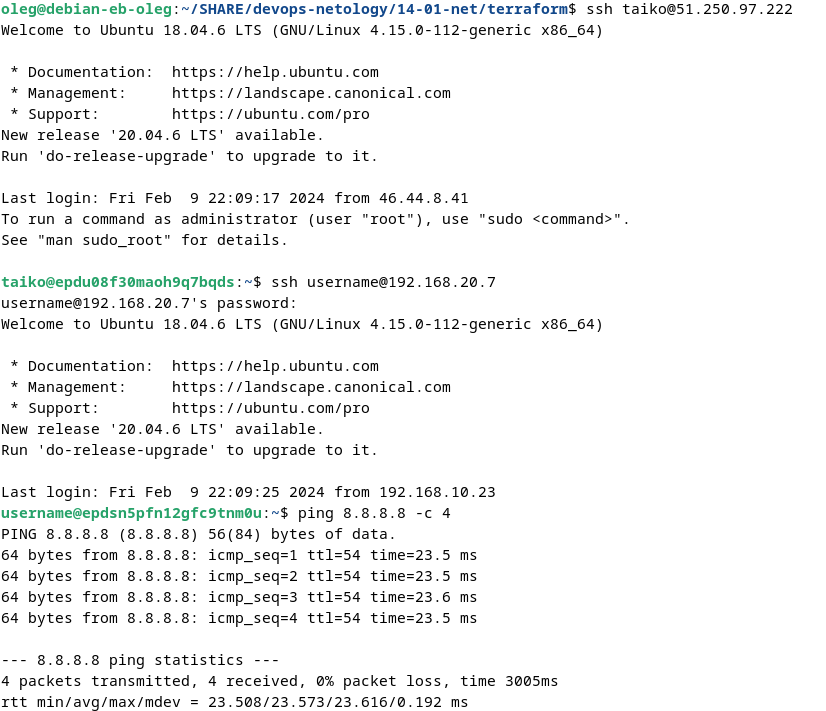 oleg@debian-eb-oleg:~/SHARE/devops-netology/14-01-net/terraform$ ssh taiko@51.250.97.222
Welcome to Ubuntu 18.04.6 LTS (GNU/Linux 4.15.0-112-generic x86_64)

 * Documentation:  https://help.ubuntu.com
 * Management:     https://landscape.canonical.com
 * Support:        https://ubuntu.com/pro
New release '20.04.6 LTS' available.
Run 'do-release-upgrade' to upgrade to it.

Last login: Fri Feb  9 22:09:17 2024 from 46.44.8.41
To run a command as administrator (user "root"), use "sudo <command>".
See "man sudo_root" for details.

taiko@epdu08f30maoh9q7bqds:~$ ssh username@192.168.20.7
username@192.168.20.7's password:
Welcome to Ubuntu 18.04.6 LTS (GNU/Linux 4.15.0-112-generic x86_64)

 * Documentation:  https://help.ubuntu.com
 * Management:     https://landscape.canonical.com
 * Support:        https://ubuntu.com/pro
New release '20.04.6 LTS' available.
Run 'do-release-upgrade' to upgrade to it.

Last login: Fri Feb  9 22:09:25 2024 from 192.168.10.23
username@epdsn5pfn12gfc9tnm0u:~$ ping 8.8.8.8 -c 4
PING 8.8.8.8 (8.8.8.8) 56(84) bytes of data.
64 bytes from 8.8.8.8: icmp_seq=1 ttl=54 time=23.5 ms
64 bytes from 8.8.8.8: icmp_seq=2 ttl=54 time=23.5 ms
64 bytes from 8.8.8.8: icmp_seq=3 ttl=54 time=23.6 ms
64 bytes from 8.8.8.8: icmp_seq=4 ttl=54 time=23.5 ms

--- 8.8.8.8 ping statistics ---
4 packets transmitted, 4 received, 0% packet loss, time 3005ms
rtt min/avg/max/mdev = 23.508/23.573/23.616/0.192 ms